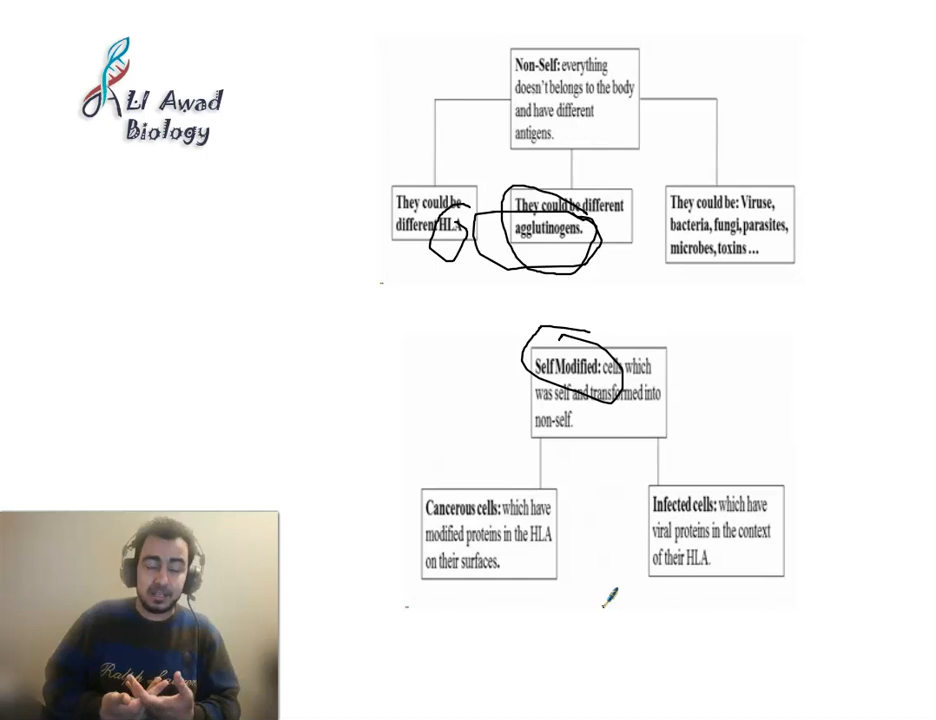 ALI Awad
Biology
Non-Self: everything
doesn't belongs to the body
and have different
antigens.
They could be
different HLA
They could be different
agglutinogens.
They could be: Viruse,
bacteria, fungi, parasites,
microbes, toxins ...
Self Modified: cells which
was self and transformed into
non-self.
Cancerous cells: which have
modified proteins in the HLA
on their surfaces.
Infected cells: which have
viral proteins in the context
of their HLA.